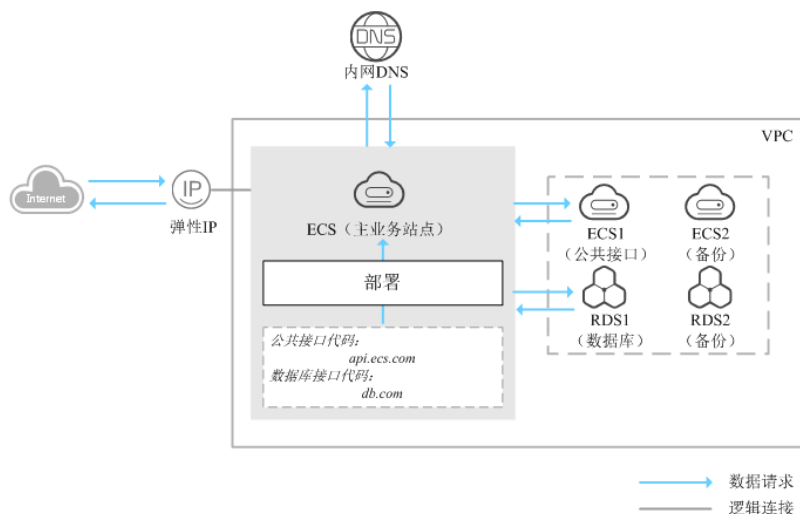 DNS
内网DNS
VPC
Internet
IP
弹性IP
ECS（主业务站点）
ECS1
（公共接口）
ECS2
（备份）
部署
RDS1
（数据库）
RDS2
（备份）
公共接口代码：
api.ecs.com
数据库接口代码：
db.com
数据请求
逻辑连接